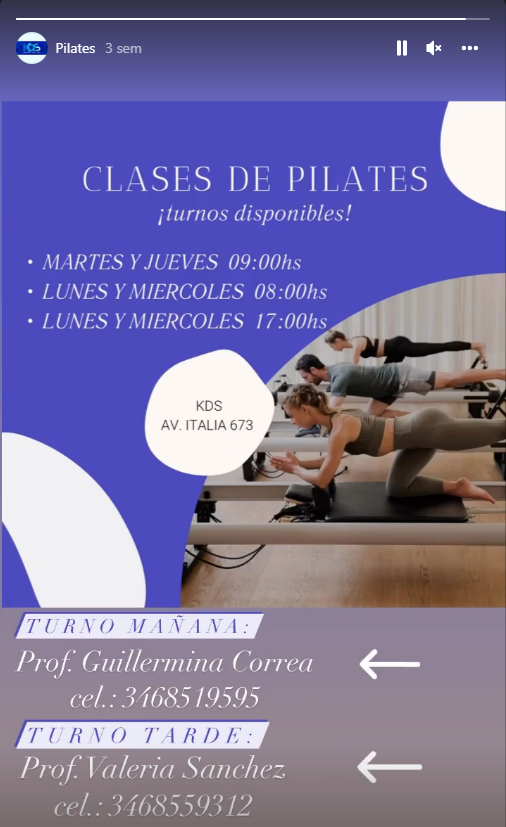 KDS
Pilates 3 sem
CLASES DE PILATES
¡turnos disponibles!
• MARTES Y JUEVES 09:00hs
• LUNES Y MIERCOLES 08:00hs
• LUNES Y MIERCOLES 17:00hs
KDS
AV. ITALIA 673
TURNO MAÑANA:
Prof. Guillermina Correa
cel.: 3468519595
TURNO TARDE:
Prof. Valeria Sanchez
cel.: 3468559312